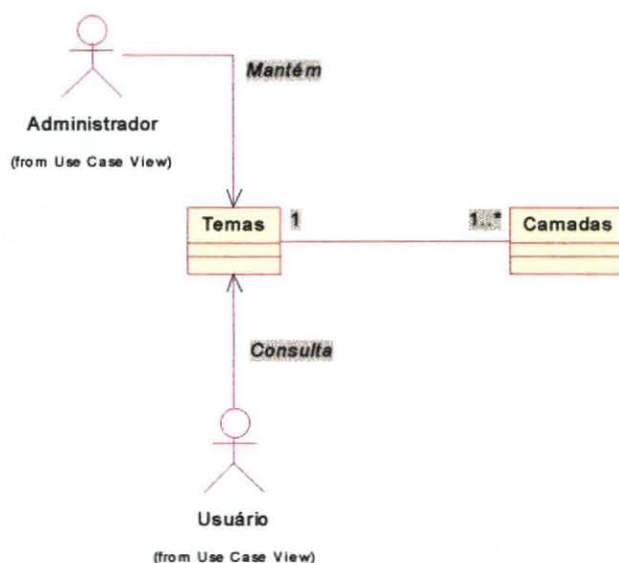 Mantém
Administrador
(from Use Case View)
Temas
1
1..*
Camadas
Consulta
Usuário
(from Use Case View)